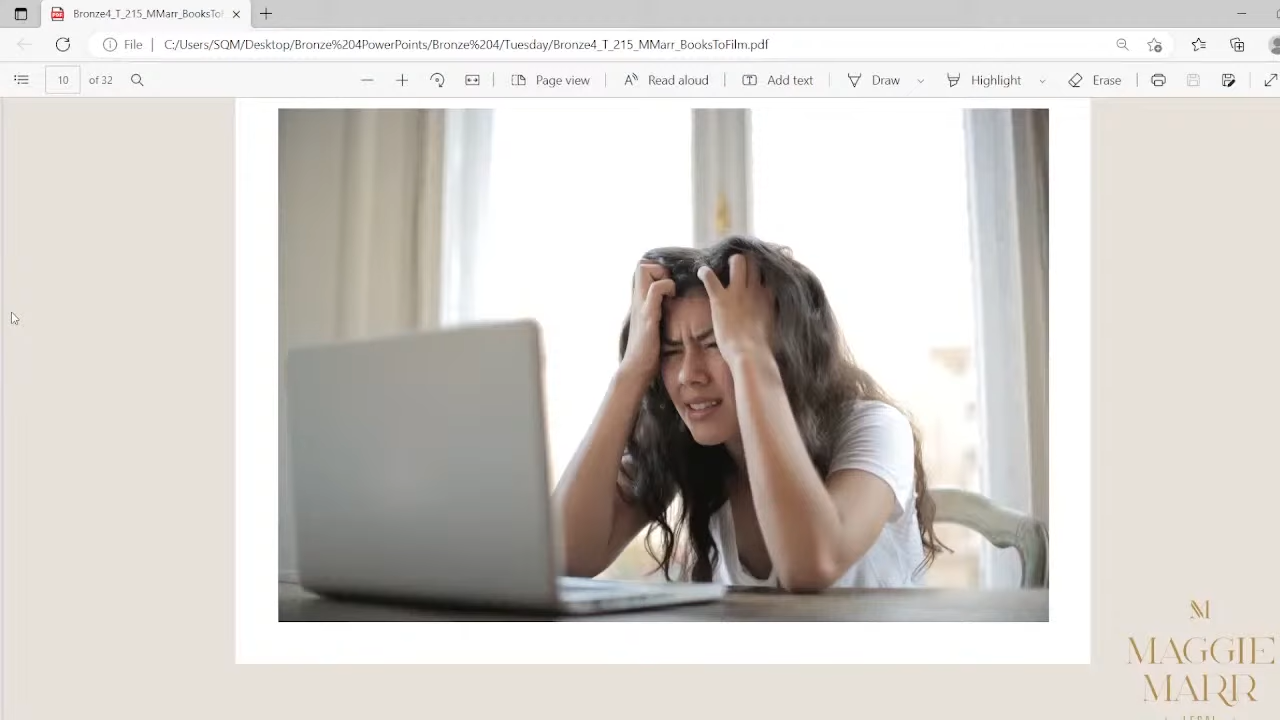 Bronze4_T_215_MMarr_BooksToF
File
C:/Users/SQM/Desktop/Bronze%204PowerPoints/Bronze%204/Tuesday/Bronze4_T_215_MMarr_BooksToFilm.pdf
10 of 32
Page view
Read aloud
Add text
Draw
Highlight
Erase
M
MAGGIE
MARR